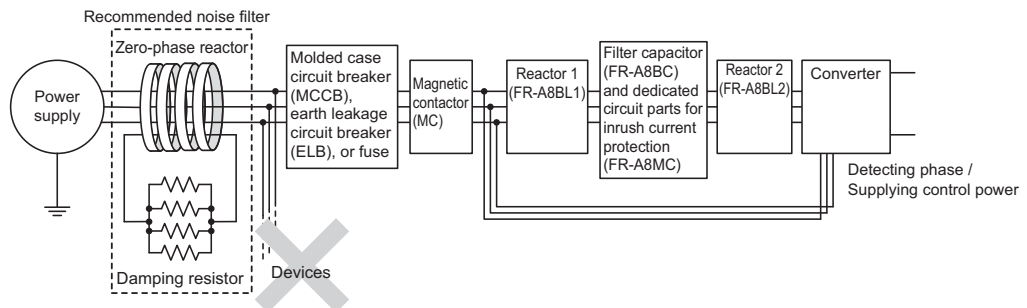 Recommended noise filter
Zero-phase reactor
Power
supply
Damping resistor
Devices
Molded case
circuit breaker
(MCCB),
earth leakage
circuit breaker
(ELB), or fuse
Magnetic
contactor
(MC)
Reactor 1
(FR-A8BL1)
Filter capacitor
(FR-A8BC)
and dedicated
circuit parts for
inrush current
protection
(FR-A8MC)
Reactor 2
(FR-A8BL2)
Converter
Detecting phase /
Supplying control power